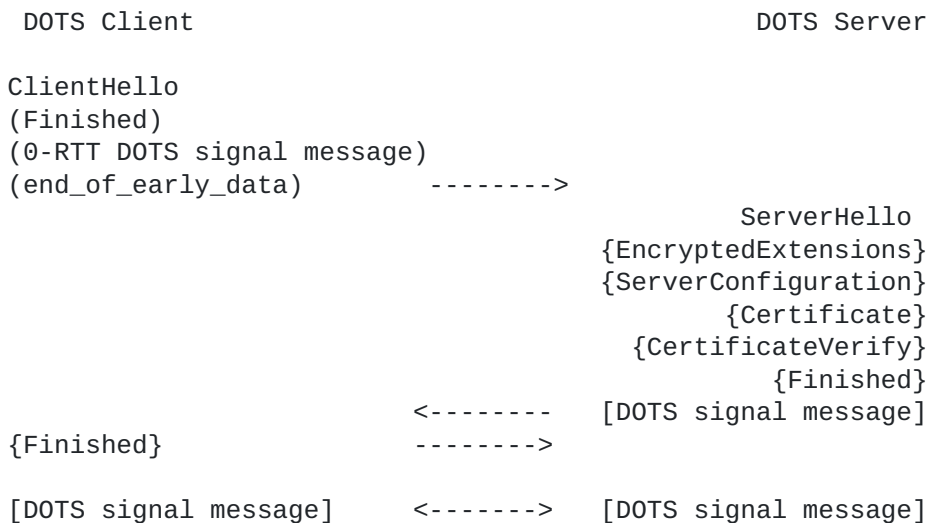 DOTS Client                                   DOTS Server
ClientHello
(Finished)
(0-RTT DOTS signal message)
(end_of_early_data)        -------->
ServerHello
{EncryptedExtensions}
{ServerConfiguration}
{Certificate}
{CertificateVerify}
{Finished}
<--------   [DOTS signal message]
{Finished}                -------->
[DOTS signal message]     <------->   [DOTS signal message]